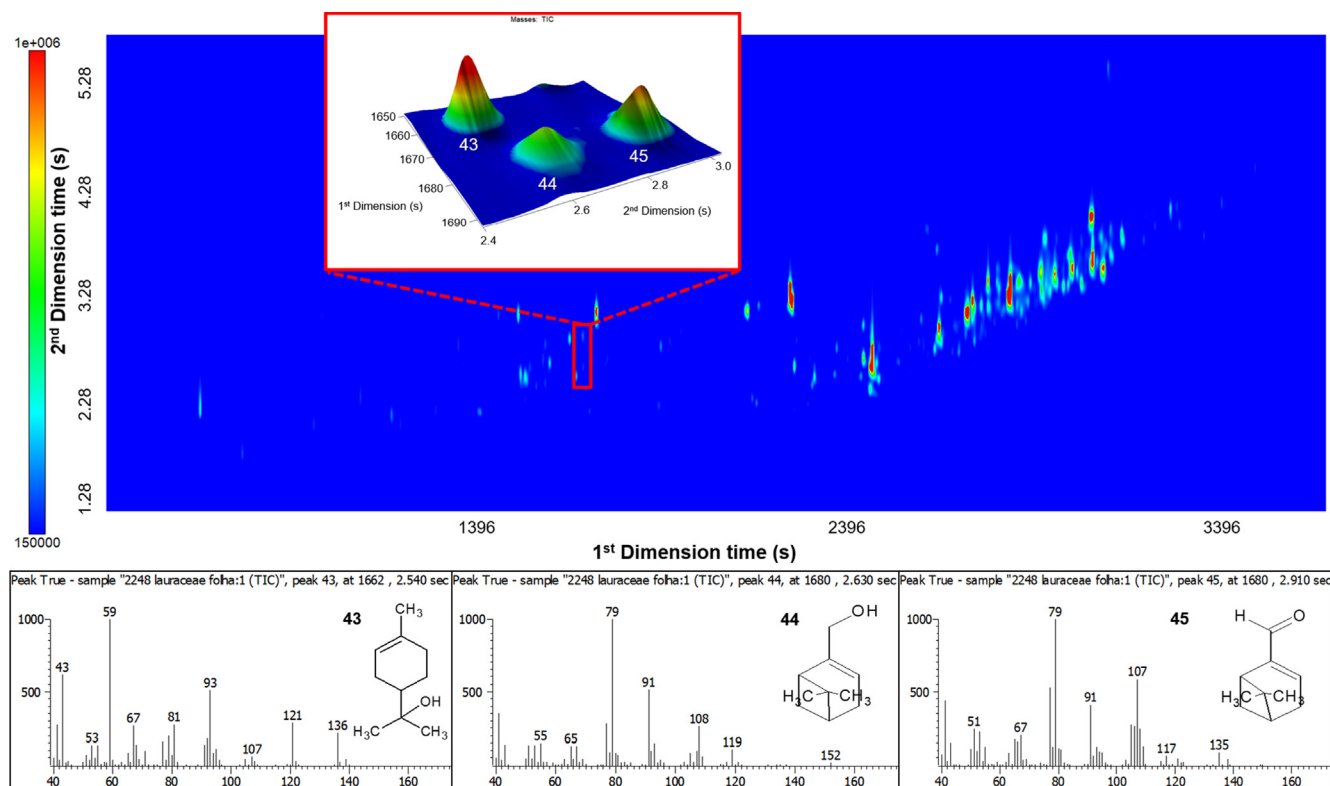 Masses: TIC
1e+006
150000
2nd Dimension time (s)
5.28
4.28
3.28
2.28
1.28
1650
1660
1670
1680
1690
1st Dimension (s)
2.4
2.6
2.8
3.0
2nd Dimension (s)
43
44
45
1396
2396
3396
1st Dimension time (s)
Peak True - sample "2248 lauraceae folha:1 (TIC)", peak 43, at 1662 , 2.540 sec
1000
500
43
53
59
67
81
93
107
121
136
40 60 80 100 120 140 160
43
CH3
OH
H3C CH3
Peak True - sample "2248 lauraceae folha:1 (TIC)", peak 44, at 1680 , 2.630 sec
1000
500
55
65
79
91
108
119
152
40 60 80 100 120 140 160
44
OH
H3C CH3
Peak True - sample "2248 lauraceae folha:1 (TIC)", peak 45, at 1680 , 2.910 sec
1000
500
51
67
79
91
107
117
135
40 60 80 100 120 140 160
45
H O
H3C CH3